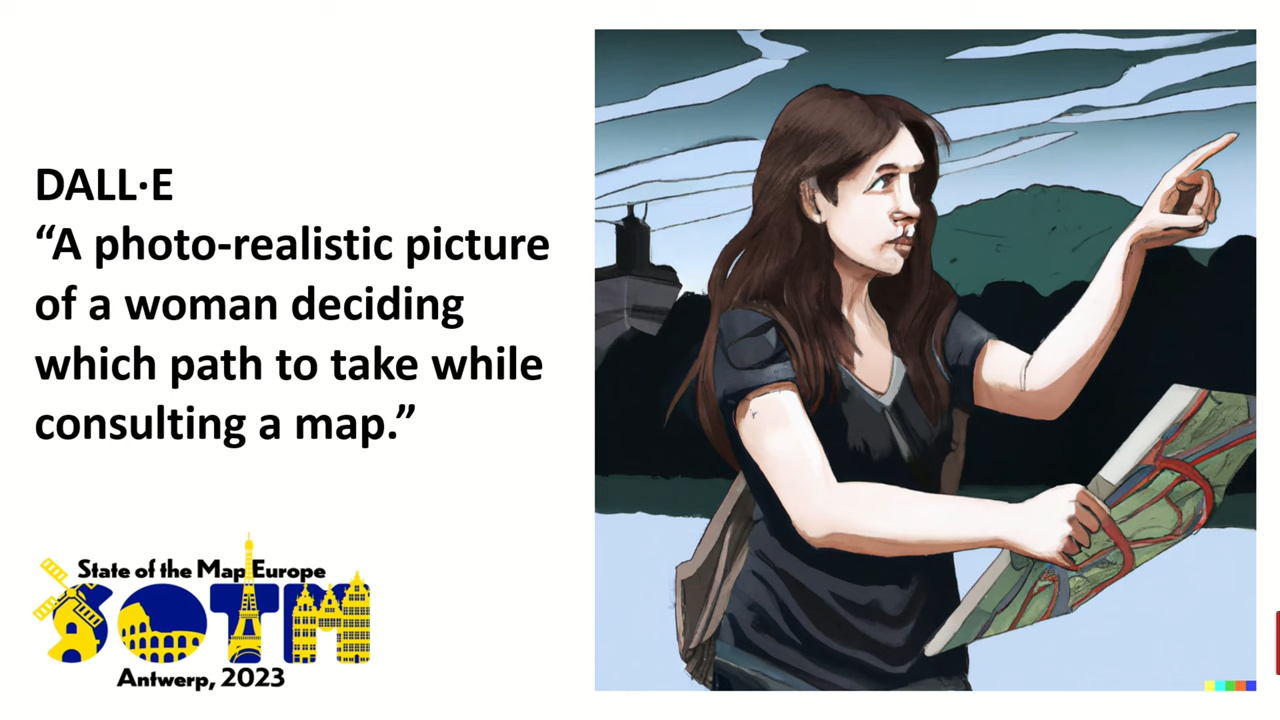 DALL·E
“A photo-realistic picture
of a woman deciding
which path to take while
consulting a map.”
State of the Map Europe
SOTM
Antwerp, 2023